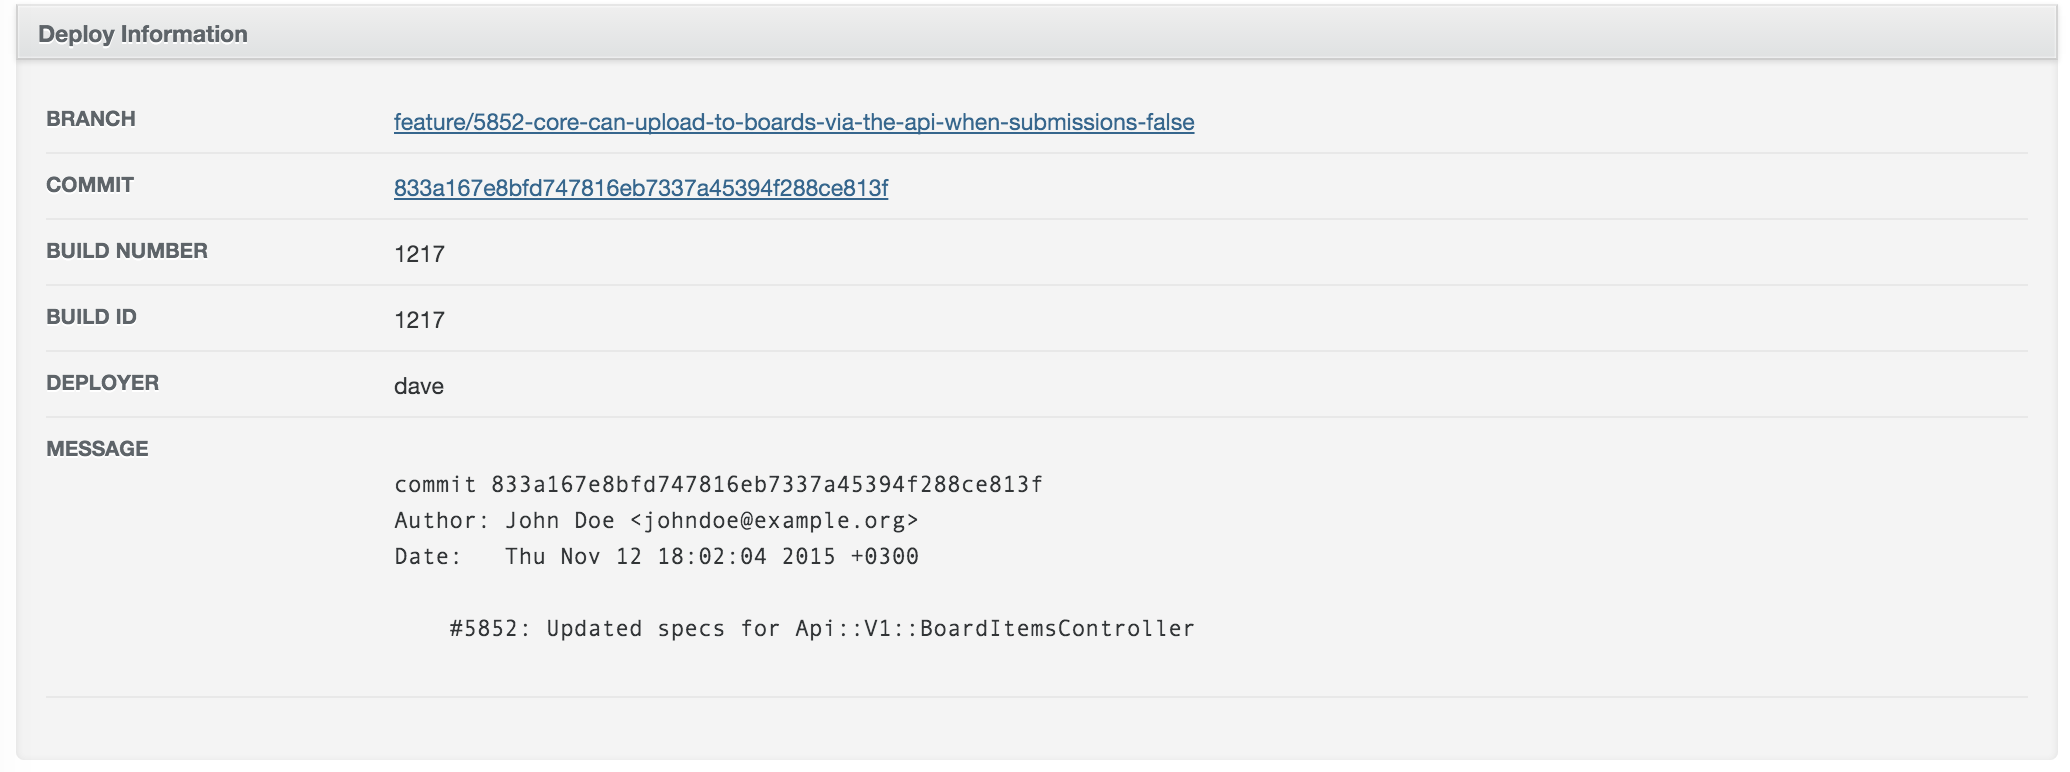 Deploy Information
BRANCH feature/5852-core-can-upload-to-boards-via-the-api-when-submissions-false
COMMIT 833a167e8bfd747816eb7337a45394f288ce813f
BUILD NUMBER 1217
BUILD ID 1217
DEPLOYER dave
MESSAGE
commit 833a167e8bfd747816eb7337a45394f288ce813f
Author: John Doe <johndoe@example.org>
Date:   Thu Nov 12 18:02:04 2015 +0300
#5852: Updated specs for Api::V1::BoardItemsController